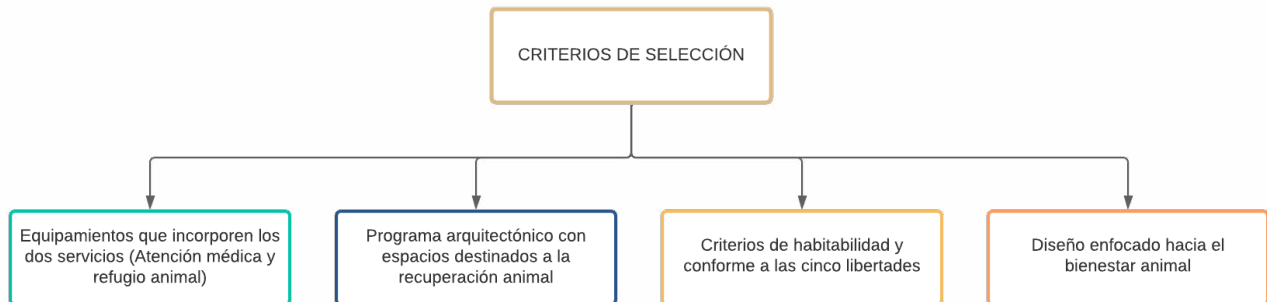 CRITERIOS DE SELECCIÓN
Equipamientos que incorporen los
dos servicios (Atención médica y
refugio animal)
Programa arquitectónico con
espacios destinados a la
recuperación animal
Criterios de habitabilidad y
conforme a las cinco libertades
Diseño enfocado hacia el
bienestar animal